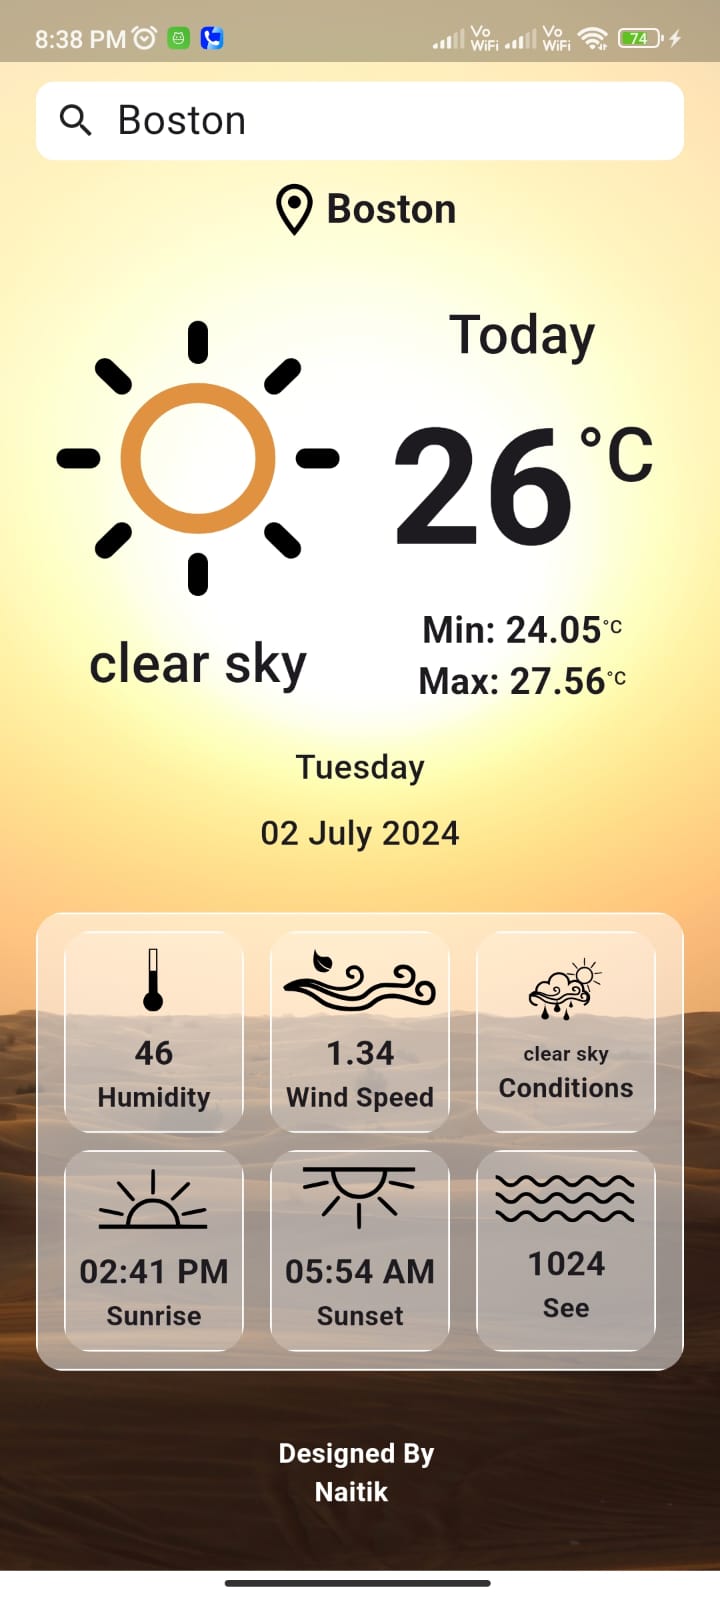 8:38 PM
Vo WiFi
Vo WiFi
74
Boston
Boston
Today
26°C
clear sky
Min: 24.05°C
Max: 27.56°C
Tuesday
02 July 2024
46
Humidity
1.34
Wind Speed
clear sky
Conditions
02:41 PM
Sunrise
05:54 AM
Sunset
1024
See
Designed By
Naitik